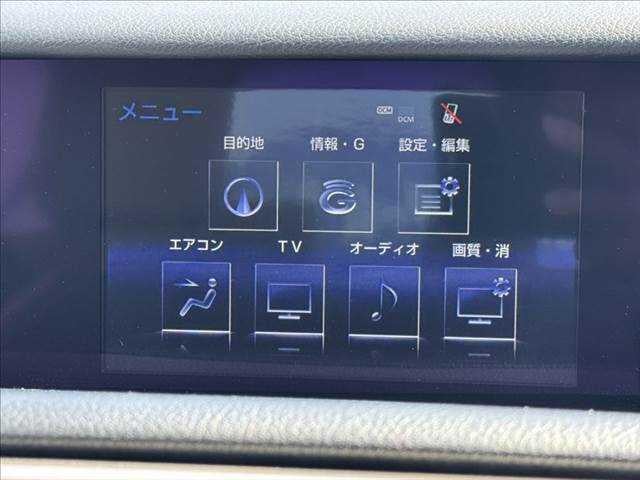 メニュー
DCM DCM
目的地 情報・G 設定・編集
G
エアコン TV オーディオ 画質・消